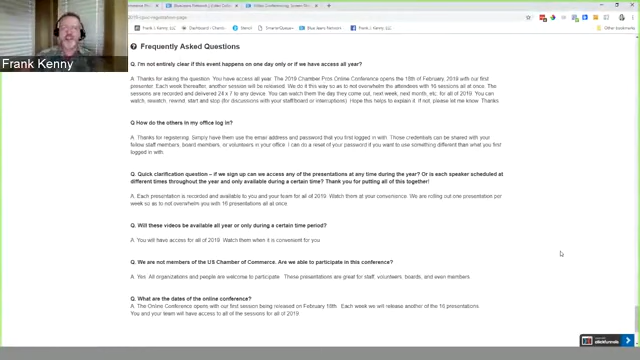 2019-cpoc-registration-page
Frank Kenny, LLC
Dashboard
Blue Jeans Network
Frank J. Kenny, LLC
Other bookmarks
Frank Kenny
Frequently Asked Questions
Q. I'm not entirely clear if this event happens on one day only or if we have access all year?
A. Thanks for asking the question. You have access all year. The 2019 Chamber Pros Online Conference opens the 18th of February, 2019 with our first
presenter. Each week thereafter, another session will be released. We do it this way so as to not overwhelm the attendees with 16 sessions all at once. The
sessions are recorded and delivered 24 x 7 to any device. You can watch them the day they come out, next week, next month, etc. for all of 2019. You can
watch, rewatch, rewind, start and stop (for discussions with your staff/board or interruptions). Hope this helps to explain it. If not, please let me know. Thanks.
Q. How do the others in my office log in?
A. Thanks for registering. Simply have them use the email address and password that you first logged in with. Those credentials can be shared with your
fellow staff members, board members, or volunteers in your office. I can do a reset of your password if you want to use something different than what you first
logged in with.
Q. Quick clarification question – if we sign up can we access any of the presentations at any time during the year? Or is each speaker scheduled at
different times throughout the year and only available during a certain time? Thank you for putting all of this together!
A. Each presentation is recorded and available to you and your team for all of 2019. Watch them at your convenience. We are rolling out one presentation per
week so as to not overwhelm you with 16 presentations all at once.
Q. Will these videos be available all year or only during a certain time period?
A. You will have access for all of 2019. Watch them when it is convenient for you
Q. We are not members of the US Chamber of Commerce. Are we able to participate in this conference?
A. Yes. All organizations and people are welcome to participate. These presentations are great for staff, volunteers, boards, and even members.
Q. What are the dates of the online conference?
A. The Online Conference opens with our first session being released on February 18th. Each week we will release another of the 16 presentations.
You and your team will have access to all of the sessions for all of 2019.
clickfunnels